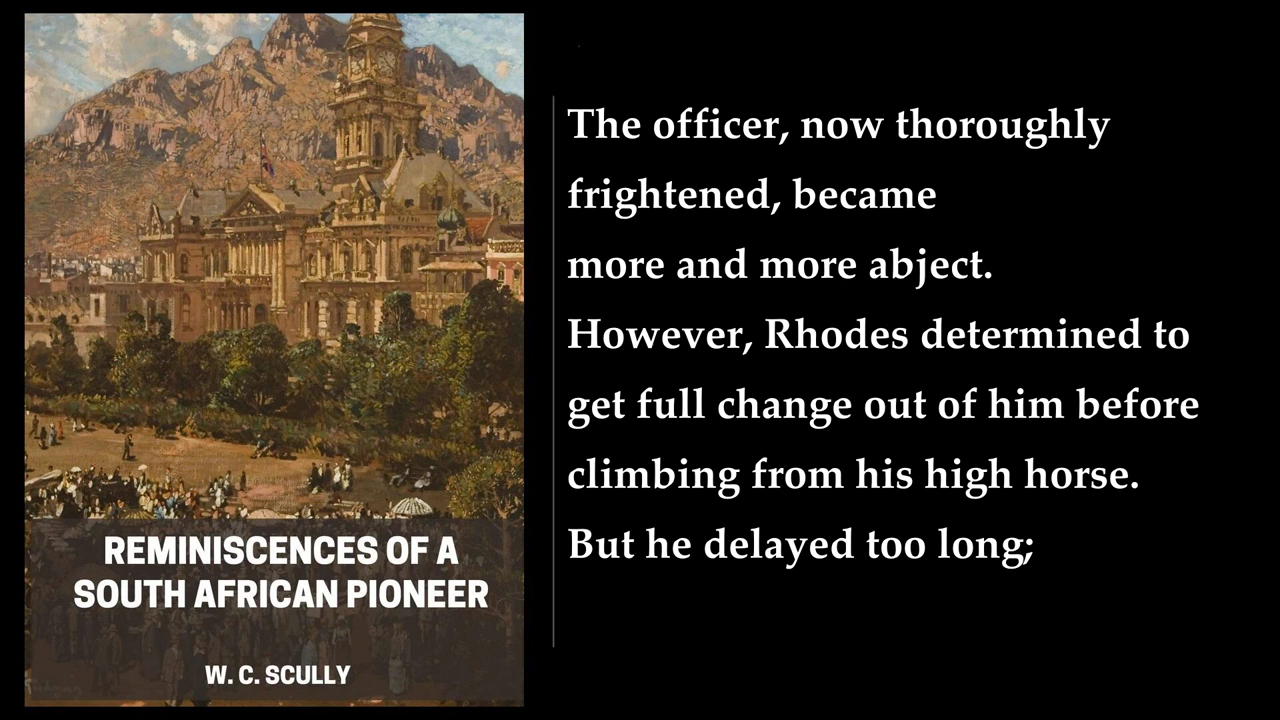 The officer, now thoroughly
frightened, became
more and more abject.
However, Rhodes determined to
get full change out of him before
climbing from his high horse.
But he delayed too long;
REMINISCENCES OF A
SOUTH AFRICAN PIONEER
W. C. SCULLY